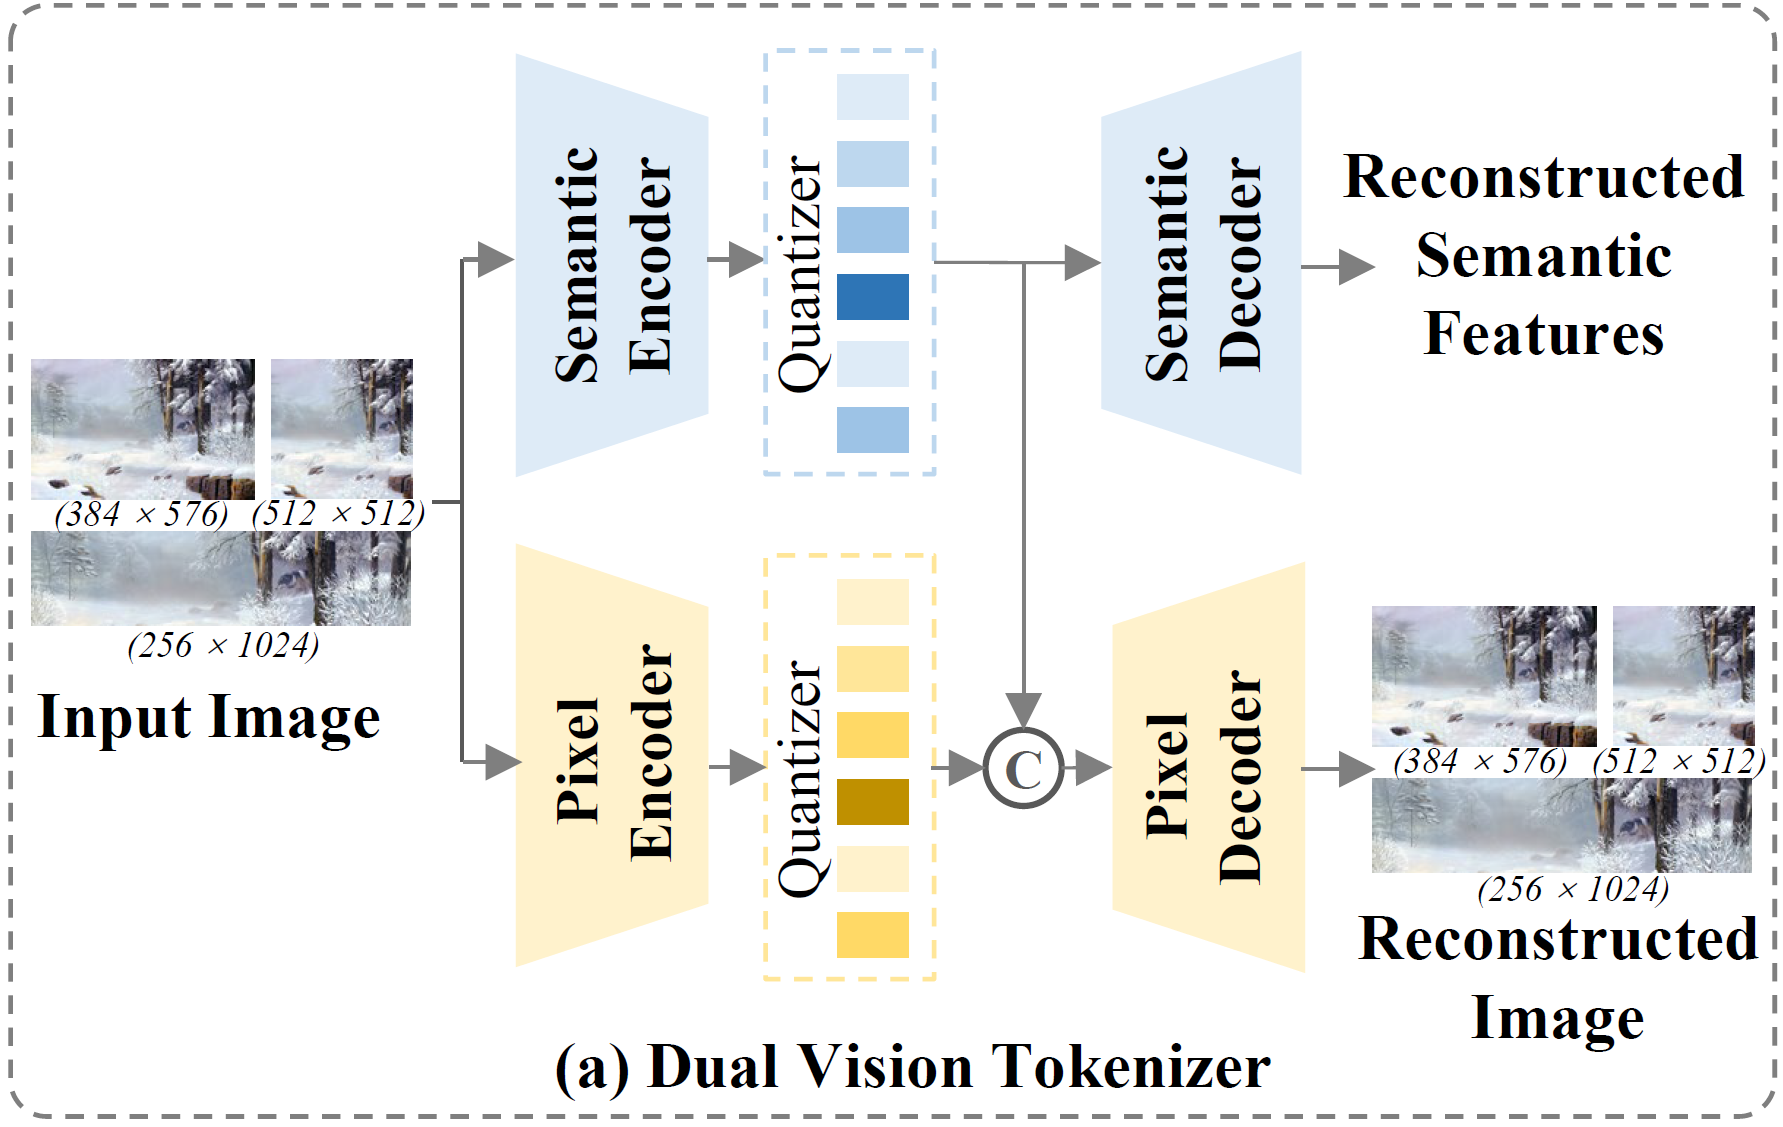 Semantic
Encoder
Quantizer
Semantic
Decoder
Reconstructed
Semantic
Features
(384 × 576) (512 × 512)
(256 × 1024)
Input Image
Pixel
Encoder
Quantizer
C
Pixel
Decoder
(384 × 576) (512 × 512)
(256 × 1024)
Reconstructed
Image
(a) Dual Vision Tokenizer